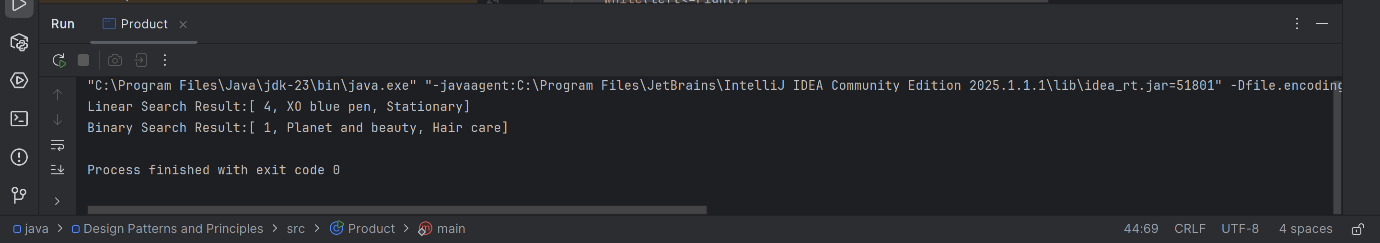 Run Product
"C:\Program Files\Java\jdk-23\bin\java.exe" "-javaagent:C:\Program Files\JetBrains\IntelliJ IDEA Community Edition 2025.1.1.1\lib\idea_rt.jar=51801" -Dfile.encoding
Linear Search Result:[ 4, XO blue pen, Stationary]
Binary Search Result:[ 1, Planet and beauty, Hair care]
Process finished with exit code 0
java > Design Patterns and Principles > src > Product > main 44:69 CRLF UTF-8 4 spaces